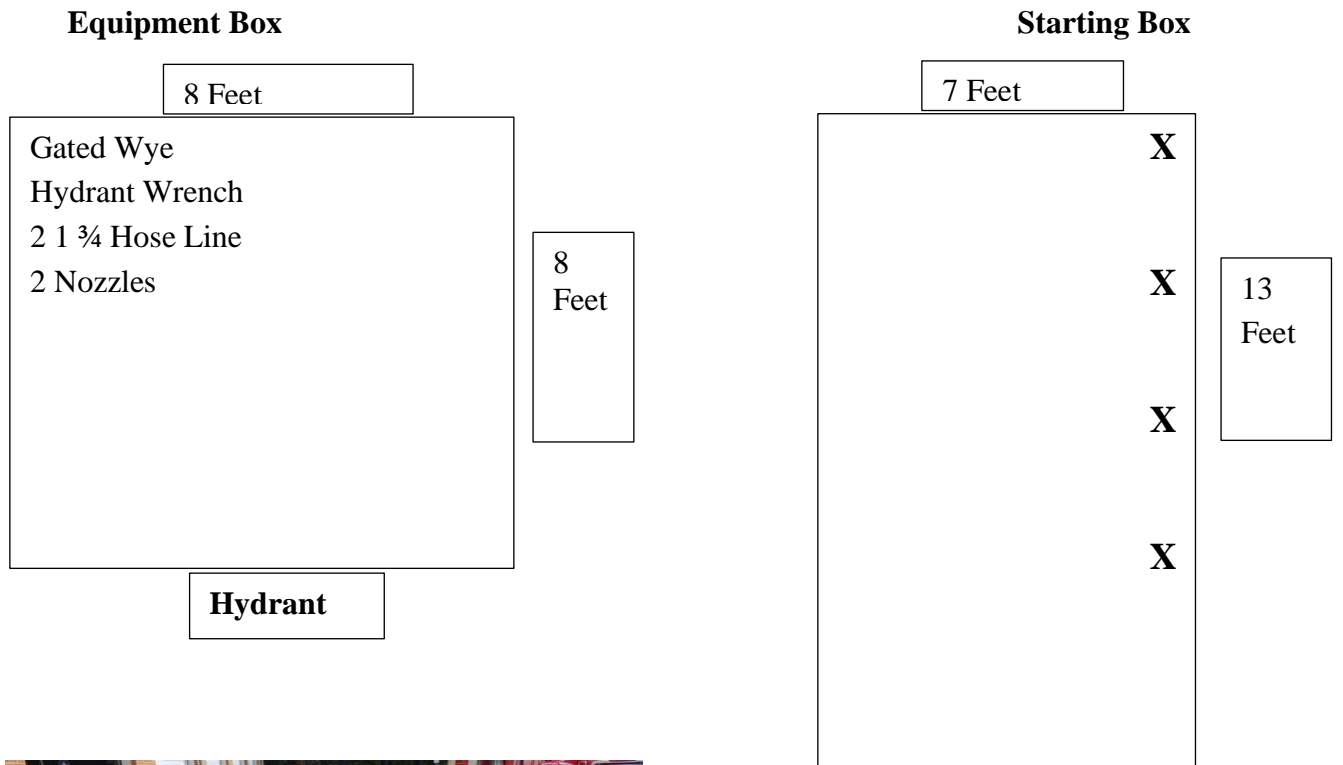 Equipment Box
8 Feet
Gated Wye
Hydrant Wrench
2 1 ¾ Hose Line
2 Nozzles
8
Feet
Hydrant
Starting Box
7 Feet
X
X
13
Feet
X
X